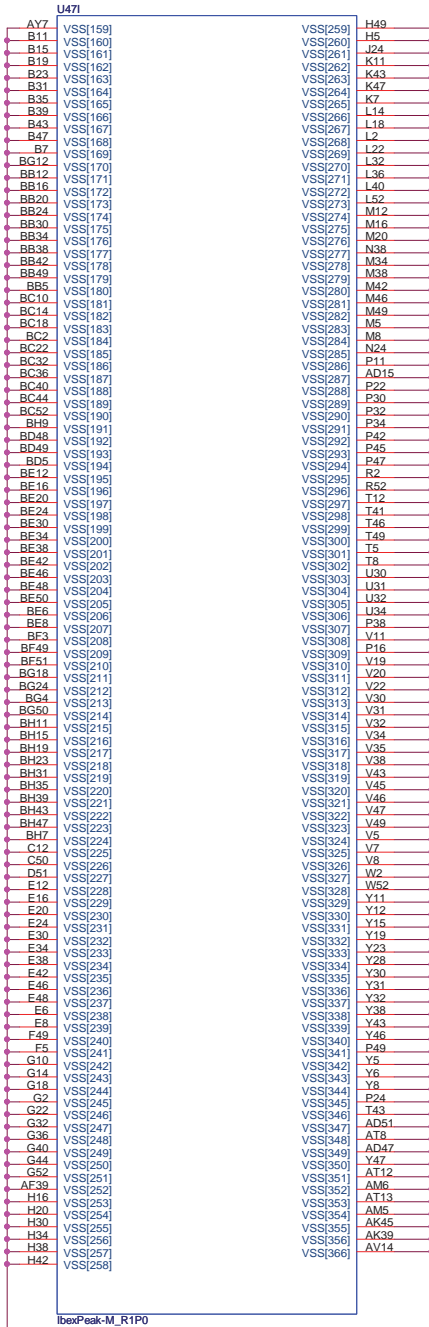 U47I
AY7 VSS[159] VSS[259] H49
B11 VSS[160] VSS[260] H5
B15 VSS[161] VSS[261] J24
B19 VSS[162] VSS[262] K11
B23 VSS[163] VSS[263] K43
B31 VSS[164] VSS[264] K47
B35 VSS[165] VSS[265] K7
B39 VSS[166] VSS[266] L14
B43 VSS[167] VSS[267] L18
B47 VSS[168] VSS[268] L2
B7 VSS[169] VSS[269] L22
BG12 VSS[170] VSS[270] L32
BB12 VSS[171] VSS[271] L36
BB16 VSS[172] VSS[272] L40
BB20 VSS[173] VSS[273] L52
BB24 VSS[174] VSS[274] M12
BB30 VSS[175] VSS[275] M16
BB34 VSS[176] VSS[276] M20
BB38 VSS[177] VSS[277] N38
BB42 VSS[178] VSS[278] M34
BB49 VSS[179] VSS[279] M38
BB5 VSS[180] VSS[280] M42
BC10 VSS[181] VSS[281] M46
BC14 VSS[182] VSS[282] M49
BC18 VSS[183] VSS[283] M5
BC2 VSS[184] VSS[284] M8
BC22 VSS[185] VSS[285] N24
BC32 VSS[186] VSS[286] P11
BC36 VSS[187] VSS[287] AD15
BC40 VSS[188] VSS[288] P22
BC44 VSS[189] VSS[289] P30
BC52 VSS[190] VSS[290] P32
BH9 VSS[191] VSS[291] P34
BD48 VSS[192] VSS[292] P42
BD49 VSS[193] VSS[293] P45
BD5 VSS[194] VSS[294] P47
BE12 VSS[195] VSS[295] R2
BE16 VSS[196] VSS[296] R52
BE20 VSS[197] VSS[297] T12
BE24 VSS[198] VSS[298] T41
BE30 VSS[199] VSS[299] T46
BE34 VSS[200] VSS[300] T49
BE38 VSS[201] VSS[301] T5
BE42 VSS[202] VSS[302] T8
BE46 VSS[203] VSS[303] U30
BE48 VSS[204] VSS[304] U31
BE50 VSS[205] VSS[305] U32
BE6 VSS[206] VSS[306] U34
BE8 VSS[207] VSS[307] P38
BF3 VSS[208] VSS[308] V11
BF49 VSS[209] VSS[309] P16
BF51 VSS[210] VSS[310] V19
BG18 VSS[211] VSS[311] V20
BG24 VSS[212] VSS[312] V22
BG4 VSS[213] VSS[313] V30
BG50 VSS[214] VSS[314] V31
BH11 VSS[215] VSS[315] V32
BH15 VSS[216] VSS[316] V34
BH19 VSS[217] VSS[317] V35
BH23 VSS[218] VSS[318] V38
BH31 VSS[219] VSS[319] V43
BH35 VSS[220] VSS[320] V45
BH39 VSS[221] VSS[321] V46
BH43 VSS[222] VSS[322] V47
BH47 VSS[223] VSS[323] V49
BH7 VSS[224] VSS[324] V5
C12 VSS[225] VSS[325] V7
C50 VSS[226] VSS[326] V8
D51 VSS[227] VSS[327] W2
E12 VSS[228] VSS[328] W52
E16 VSS[229] VSS[329] Y11
E20 VSS[230] VSS[330] Y12
E24 VSS[231] VSS[331] Y15
E30 VSS[232] VSS[332] Y19
E34 VSS[233] VSS[333] Y23
E38 VSS[234] VSS[334] Y28
E42 VSS[235] VSS[335] Y30
E46 VSS[236] VSS[336] Y31
E48 VSS[237] VSS[337] Y32
E6 VSS[238] VSS[338] Y38
E8 VSS[239] VSS[339] Y43
F49 VSS[240] VSS[340] Y46
F5 VSS[241] VSS[341] P49
G10 VSS[242] VSS[342] Y5
G14 VSS[243] VSS[343] Y6
G18 VSS[244] VSS[344] Y8
G2 VSS[245] VSS[345] P24
G22 VSS[246] VSS[346] T43
G32 VSS[247] VSS[347] AD51
G36 VSS[248] VSS[348] AT8
G40 VSS[249] VSS[349] AD47
G44 VSS[250] VSS[350] Y47
G52 VSS[251] VSS[351] AT12
AF39 VSS[252] VSS[352] AM6
H16 VSS[253] VSS[353] AT13
H20 VSS[254] VSS[354] AM5
H30 VSS[255] VSS[355] AK45
H34 VSS[256] VSS[356] AK39
H38 VSS[257] VSS[366] AV14
H42 VSS[258]
IbexPeak-M_R1P0